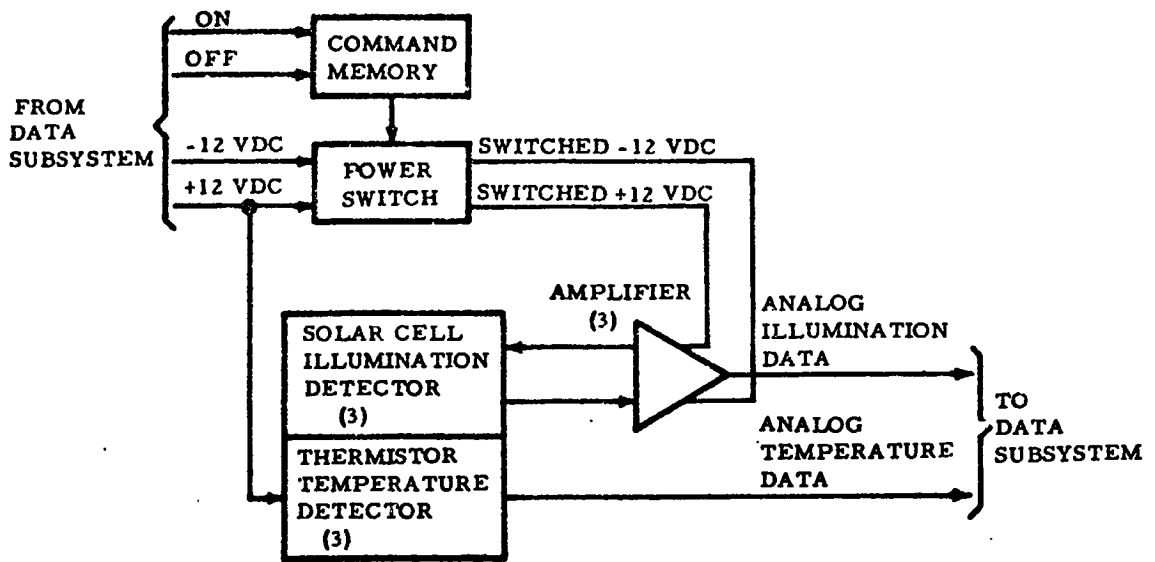 ON
OFF
COMMAND
MEMORY
FROM
DATA
SUBSYSTEM
-12 VDC
+12 VDC
POWER
SWITCH
SWITCHED -12 VDC
SWITCHED +12 VDC
AMPLIFIER
(3)
ANALOG
ILLUMINATION
DATA
SOLAR CELL
ILLUMINATION
DETECTOR
(3)
TO
DATA
SUBSYSTEM
ANALOG
TEMPERATURE
DATA
THERMISTOR
TEMPERATURE
DETECTOR
(3)